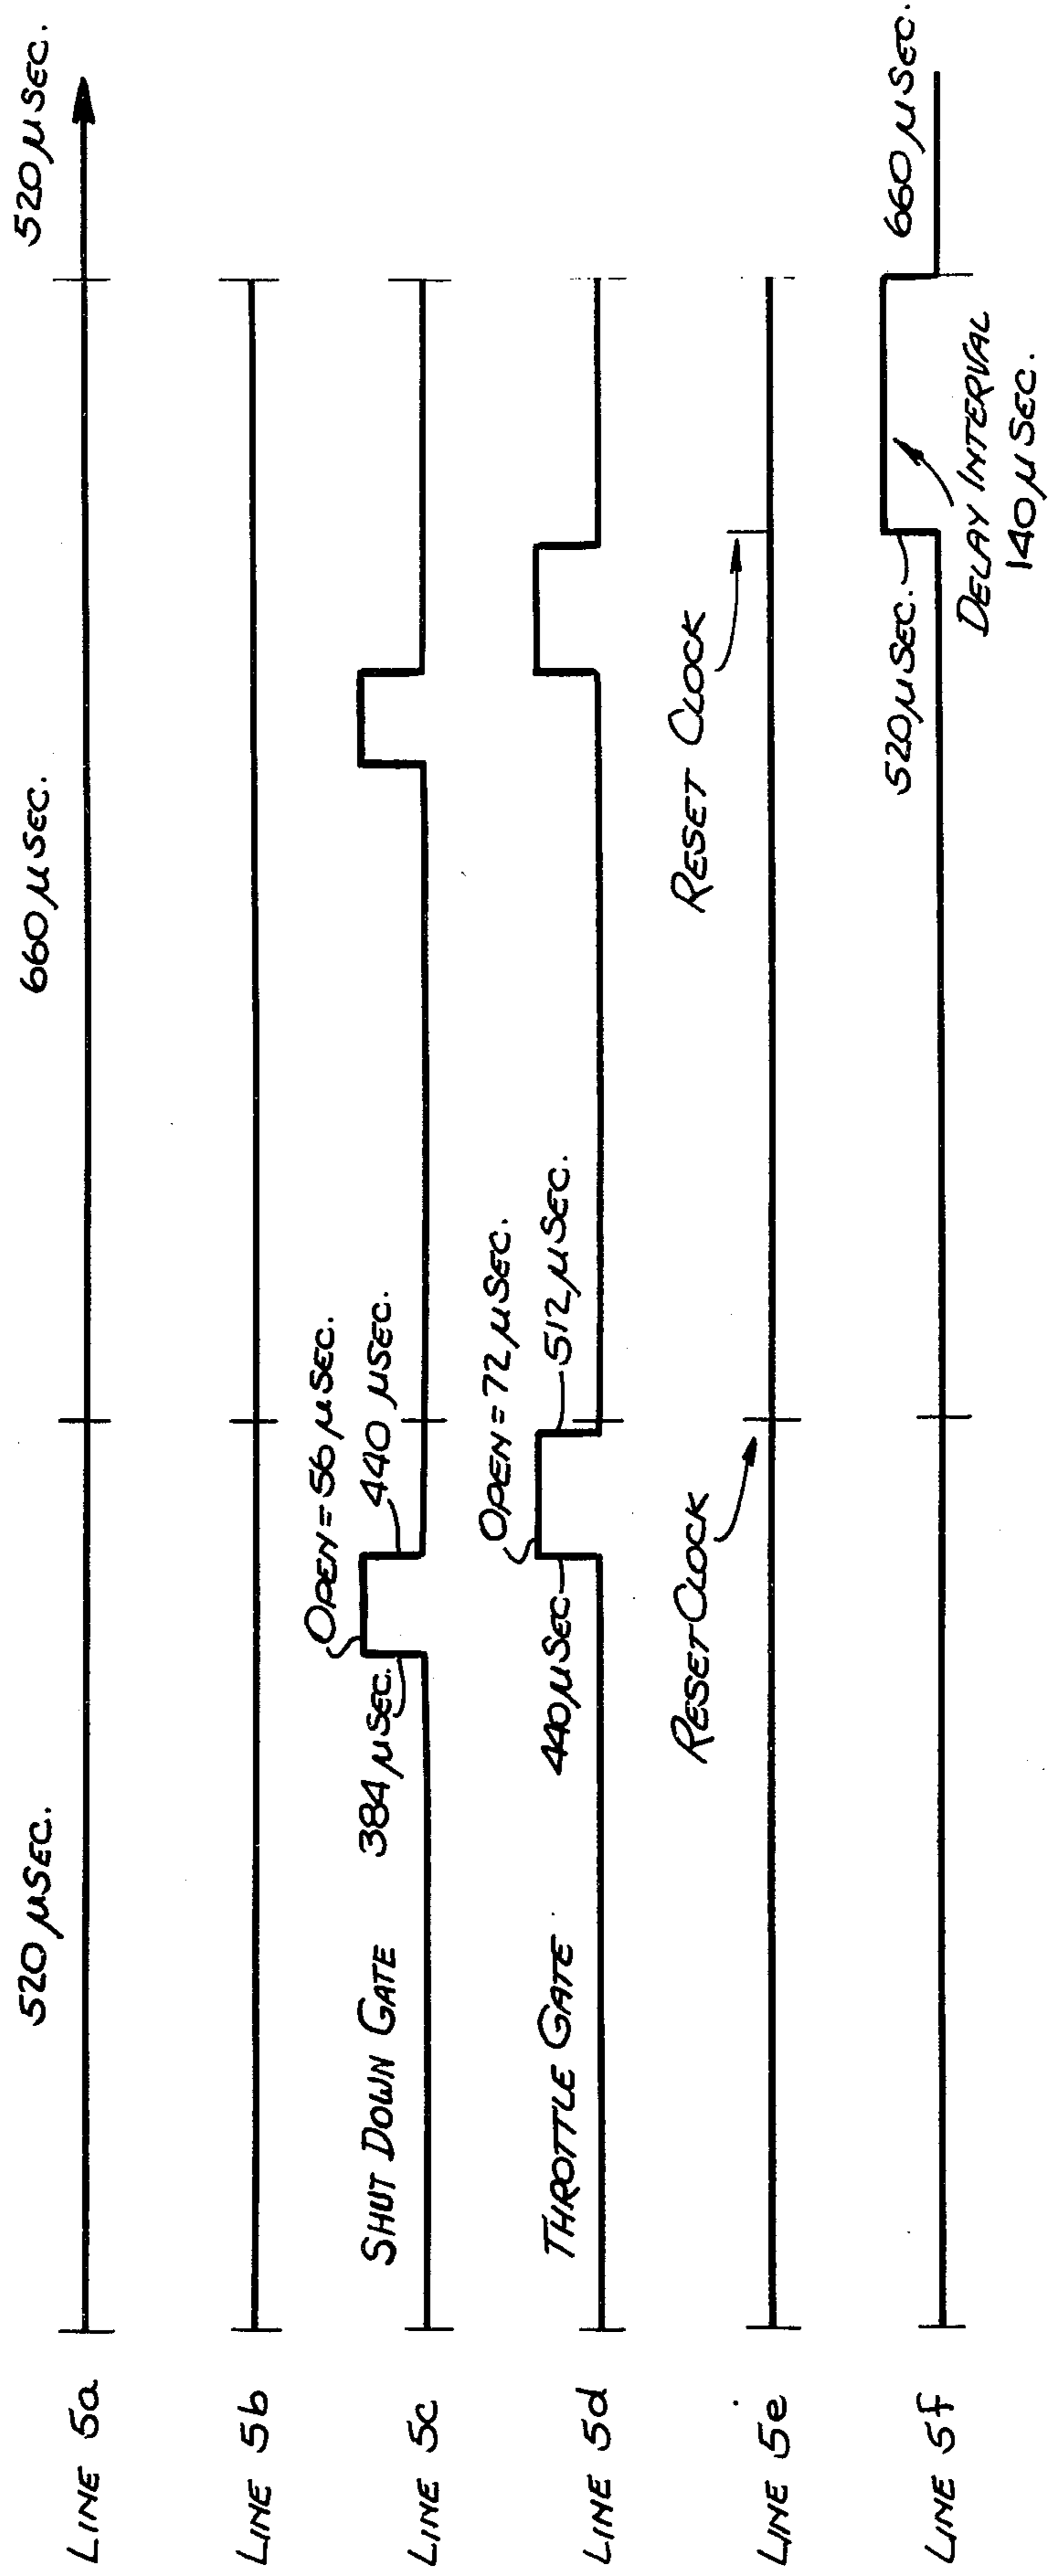 LINE 5a
520 µSEC.
660 µSEC.
520 µSEC.
LINE 5b
LINE 5c
SHUT DOWN GATE
384 µSEC.
OPEN = 56 µSEC.
440 µSEC.
LINE 5d
THROTTLE GATE
440 µSEC
OPEN = 72 µSEC.
512 µSEC.
LINE 5e
RESET CLOCK
RESET CLOCK
LINE 5f
520 µSEC.
DELAY INTERVAL
140 µSEC.
660 µSEC.